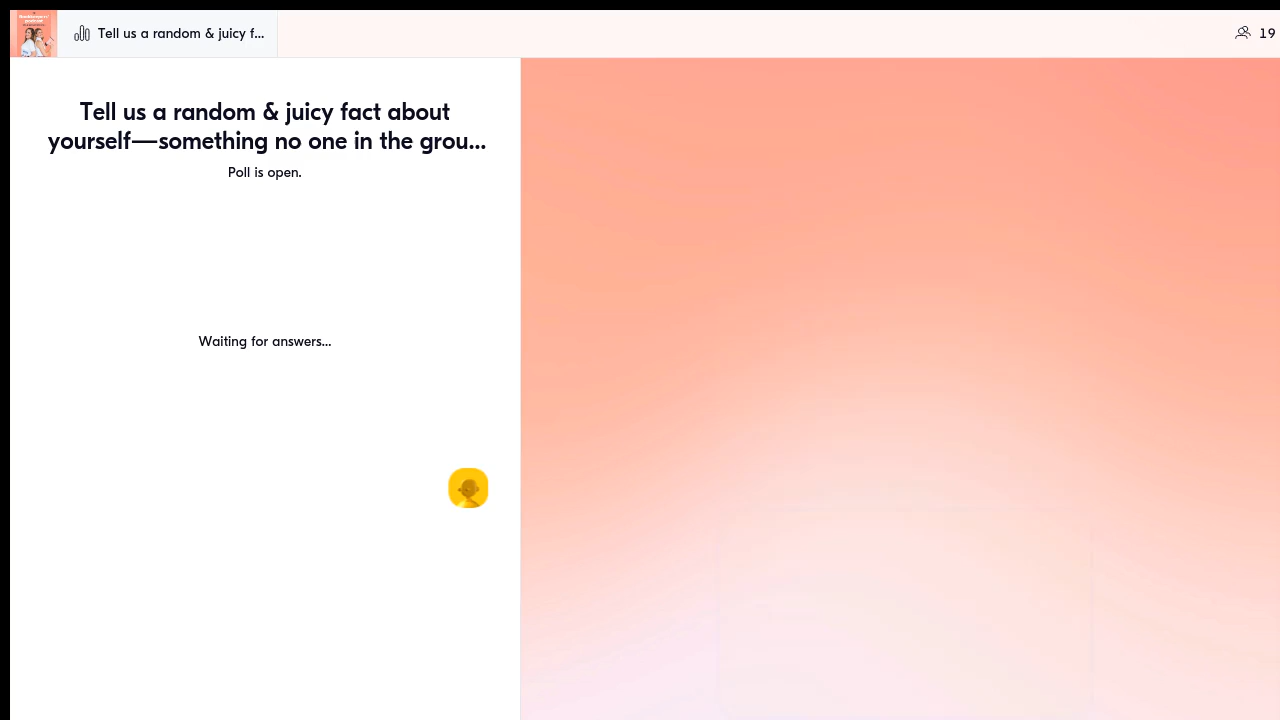 Tell us a random & juicy f...
19
Tell us a random & juicy fact about
yourself—something no one in the grou...
Poll is open.
Waiting for answers...